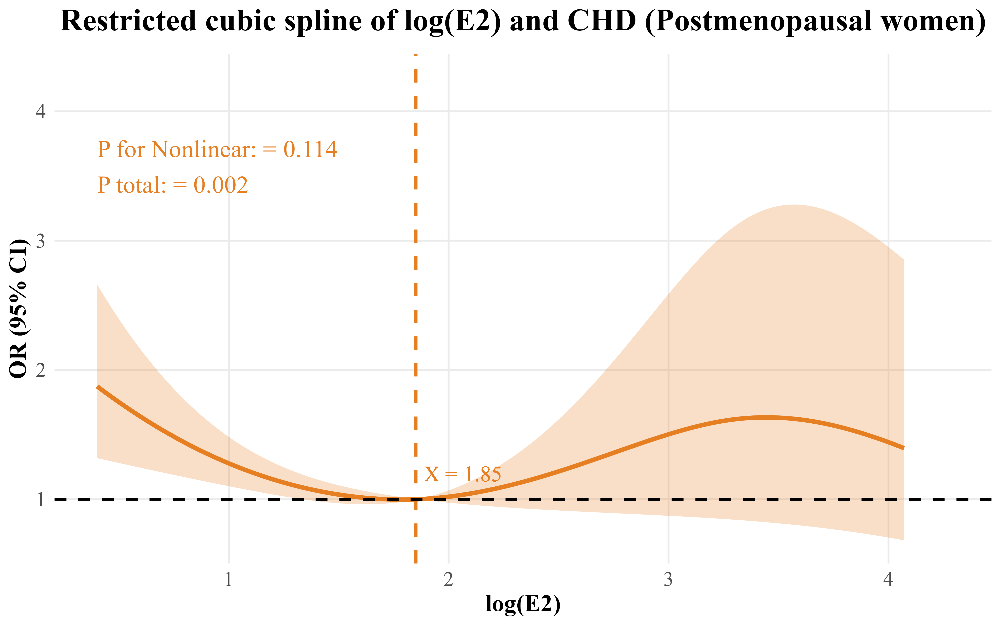 Restricted cubic spline of log(E2) and CHD (Postmenopausal women)
4
P for Nonlinear: = 0.114
P total: = 0.002
3
OR (95% CI)
2
X = 1.85
1
1 2 3 4
log(E2)